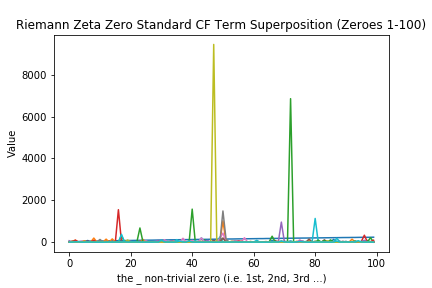 Riemann Zeta Zero Standard CF Term Superposition (Zeroes 1-100)
8000
6000
4000
2000
0
Value
0 20 40 60 80 100
the _ non-trivial zero (i.e. 1st, 2nd, 3rd ...)